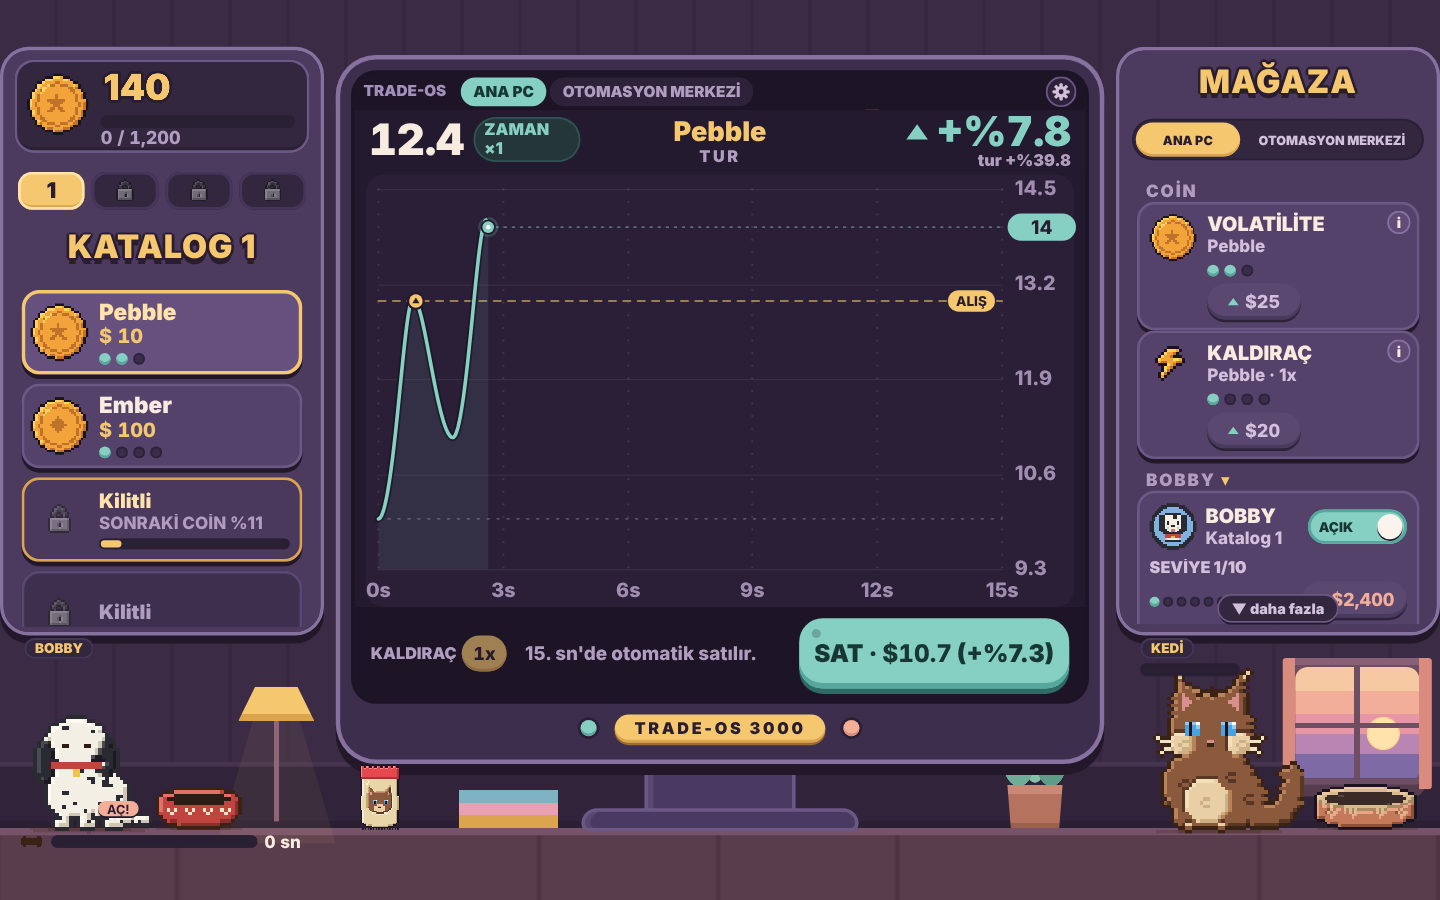 140
0 / 1,200
1
KATALOG 1
Pebble
$ 10
Ember
$ 100
Kilitli
SONRAKİ COİN %11
Kilitli
BOBBY
AÇ!
0 sn
TRADE-OS
ANA PC
OTOMASYON MERKEZİ
12.4
ZAMAN
×1
Pebble
TUR
+%7.8
tur +%39.8
14.5
14
13.2
ALIŞ
11.9
10.6
9.3
0s
3s
6s
9s
12s
15s
KALDIRAÇ
1x
15. sn'de otomatik satılır.
SAT · $10.7 (+%7.3)
TRADE-OS 3000
MAĞAZA
ANA PC
OTOMASYON MERKEZİ
COİN
VOLATİLİTE
i
Pebble
$25
KALDIRAÇ
i
Pebble · 1x
$20
BOBBY ▼
BOBBY
Katalog 1
AÇIK
SEVİYE 1/10
$2,400
▼ daha fazla
KEDİ